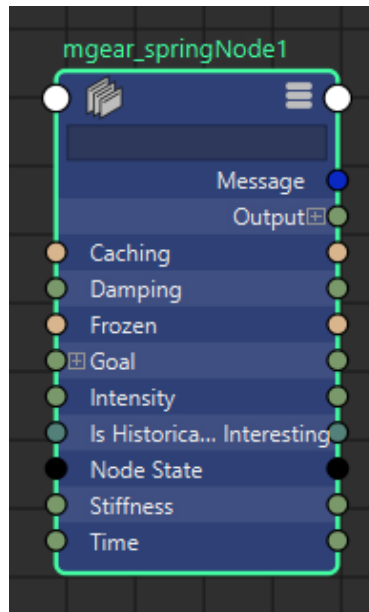 mgear_springNode1
Message
Output
Caching
Damping
Frozen
Goal
Intensity
Is Historica... Interesting
Node State
Stiffness
Time